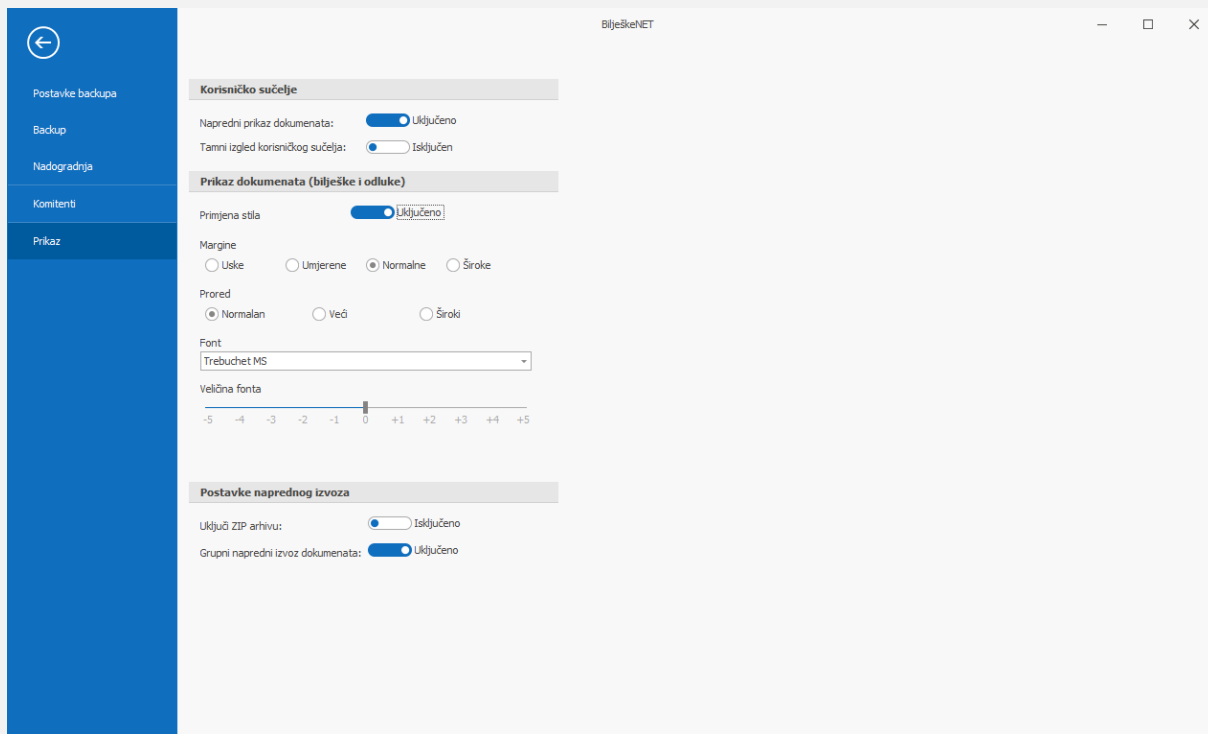 BilješkeNET
Postavke backupa
Backup
Nadogradnja
Komitenti
Prikaz
Korisničko sučelje
Napredni prikaz dokumenata: Uključeno
Tamni izgled korisničkog sučelja: Isključen
Prikaz dokumenata (bilješke i odluke)
Primjena stila Uključeno
Margine
Uske Umjerene Normalne Široke
Prored
Normalan Veći Široki
Font
Trebuchet MS
Veličina fonta
-5 -4 -3 -2 -1 0 +1 +2 +3 +4 +5
Postavke naprednog izvoza
Uključi ZIP arhivu: Isključeno
Grupni napredni izvoz dokumenata: Uključeno